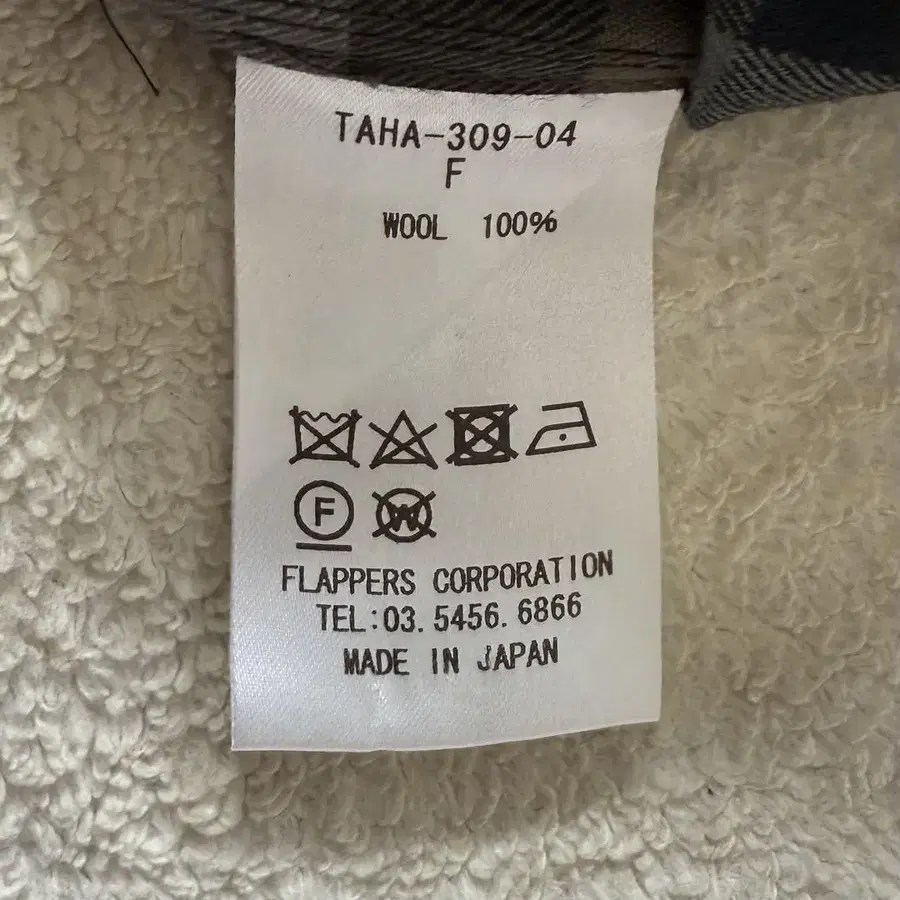 TAHA-309-04
F
WOOL 100%
F
W
FLAPPERS CORPORATION
TEL:03. 5456. 6866
MADE IN JAPAN